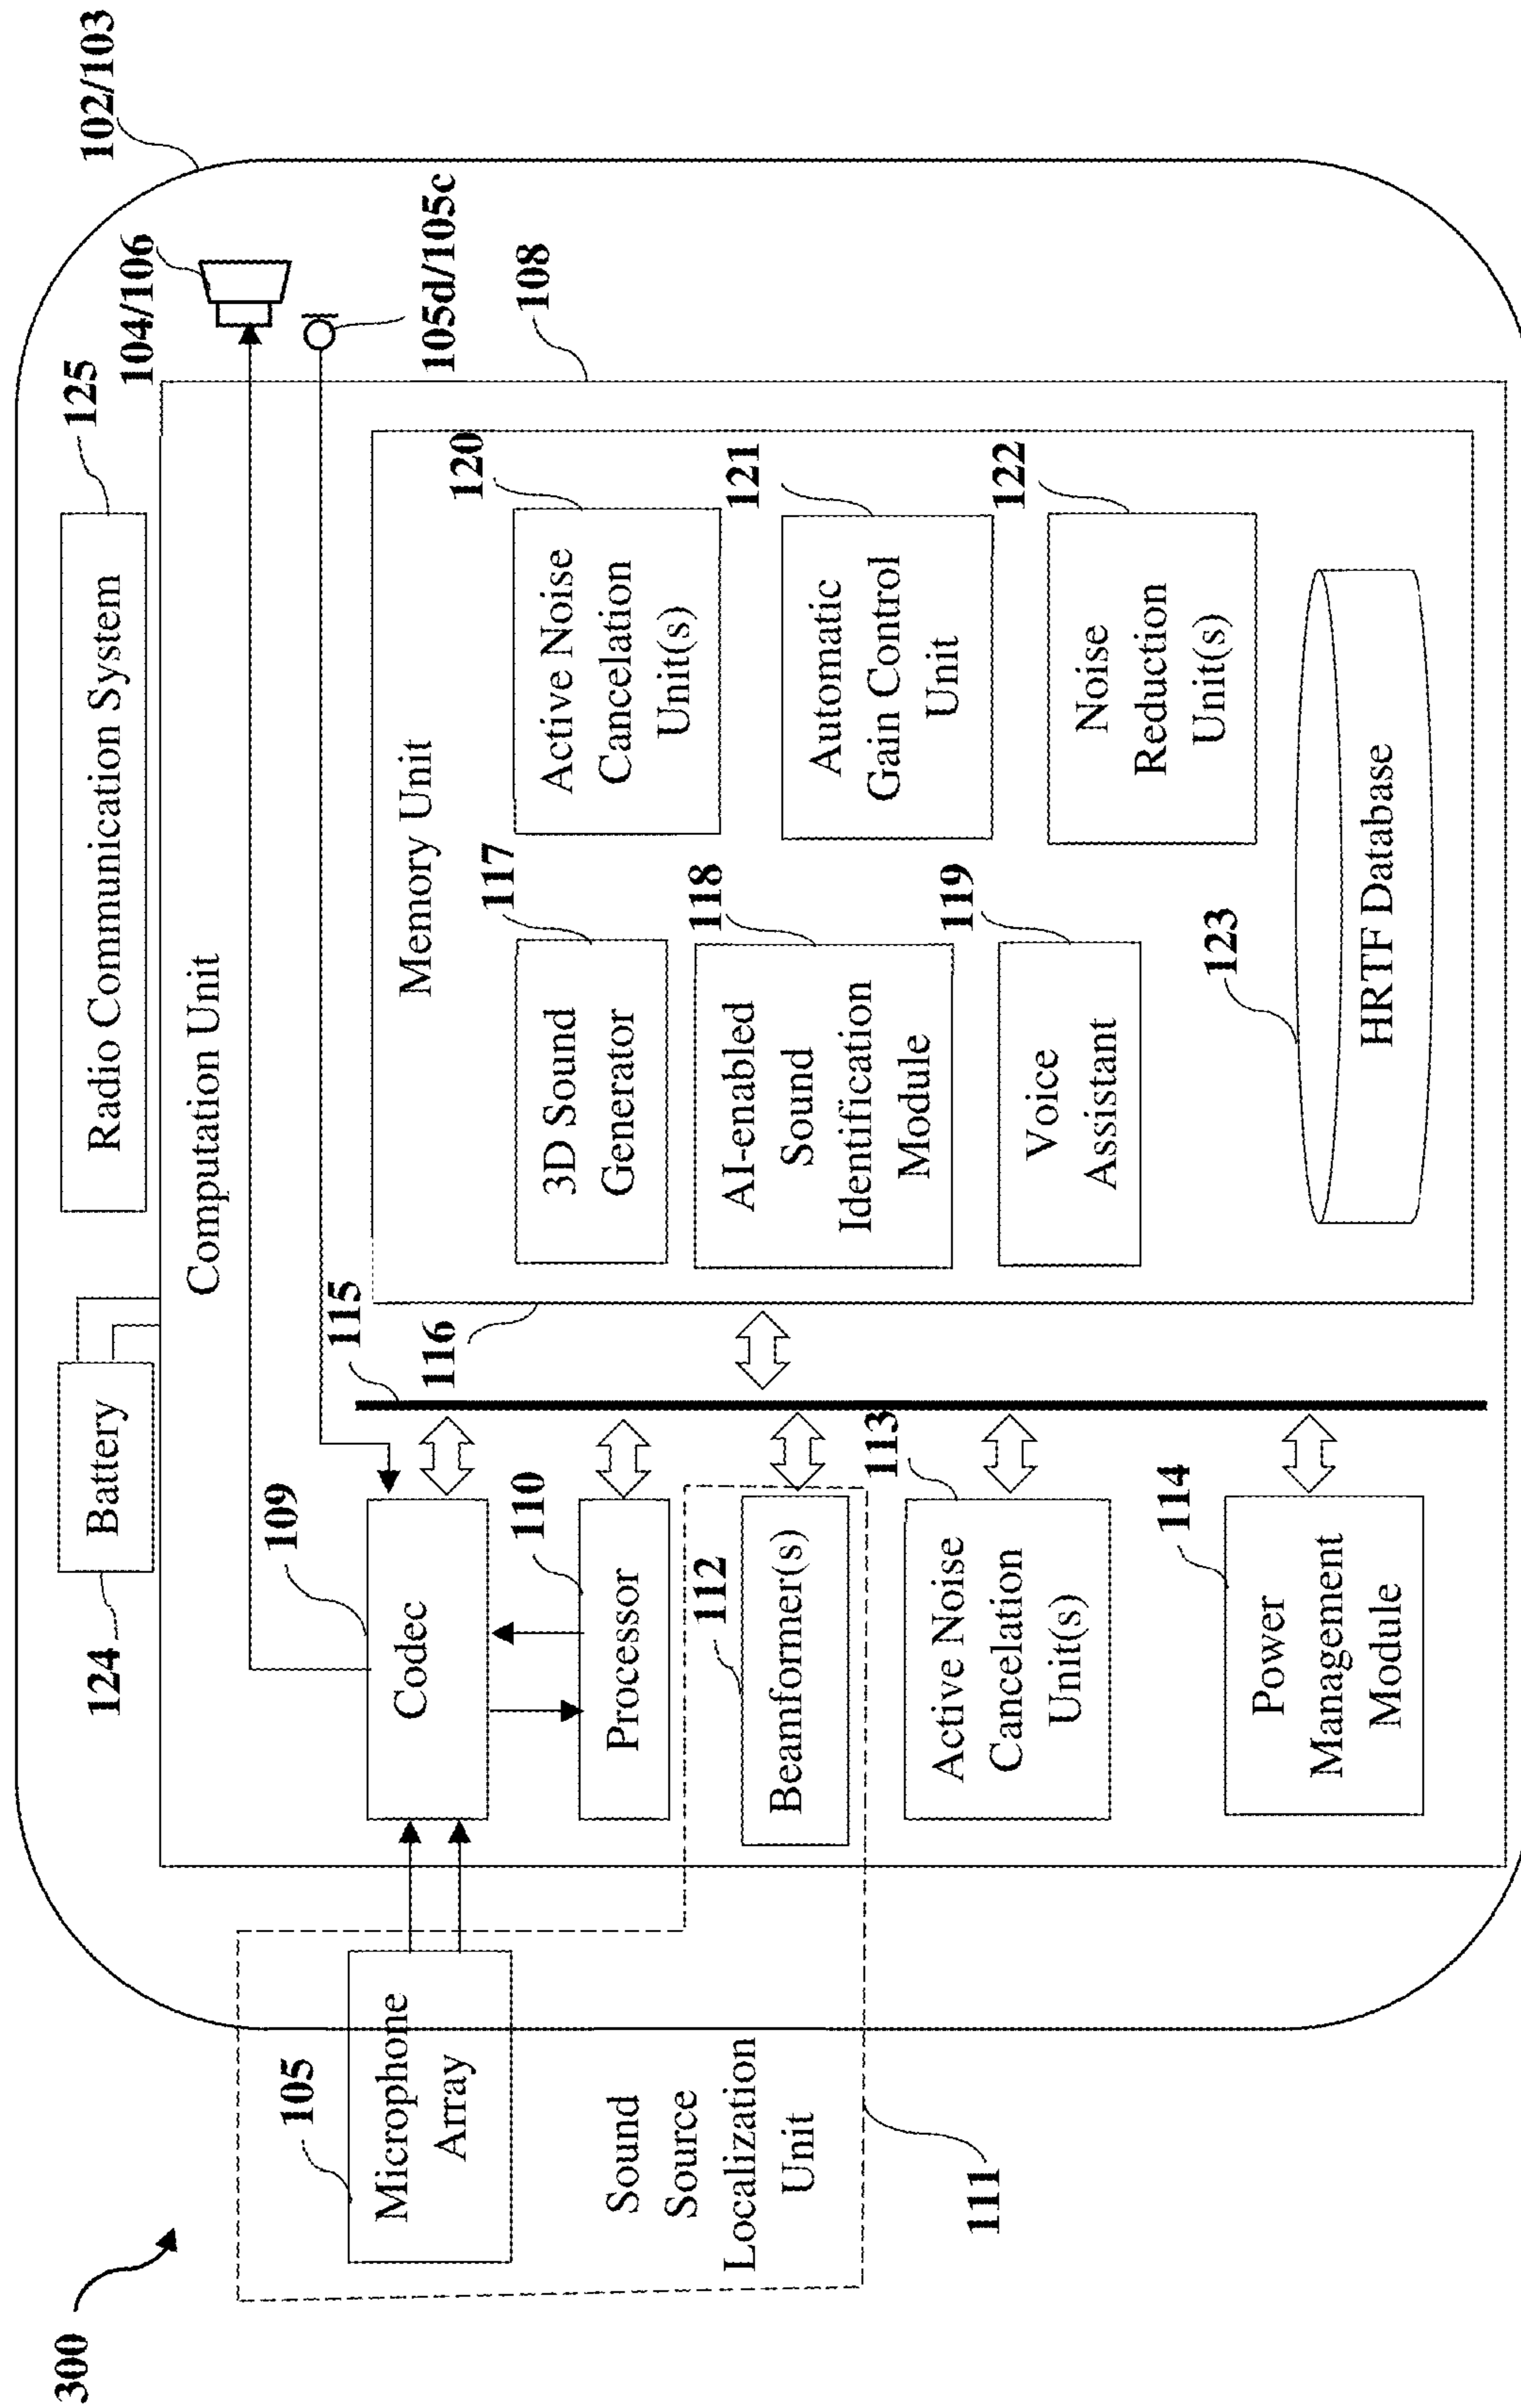 300
102/103
Radio Communication System
125
Battery
124
104/106
105d/105c
108
Computation Unit
105
Microphone
Array
Sound
Source
Localization
Unit
111
109
Codec
110
Processor
112
Beamformer(s)
113
Active Noise
Cancelation
Unit(s)
114
Power
Management
Module
115
116
Memory Unit
117
3D Sound
Generator
118
AI-enabled
Sound
Identification
Module
119
Voice
Assistant
120
Active Noise
Cancelation
Unit(s)
121
Automatic
Gain Control
Unit
122
Noise
Reduction
Unit(s)
123
HRTF Database